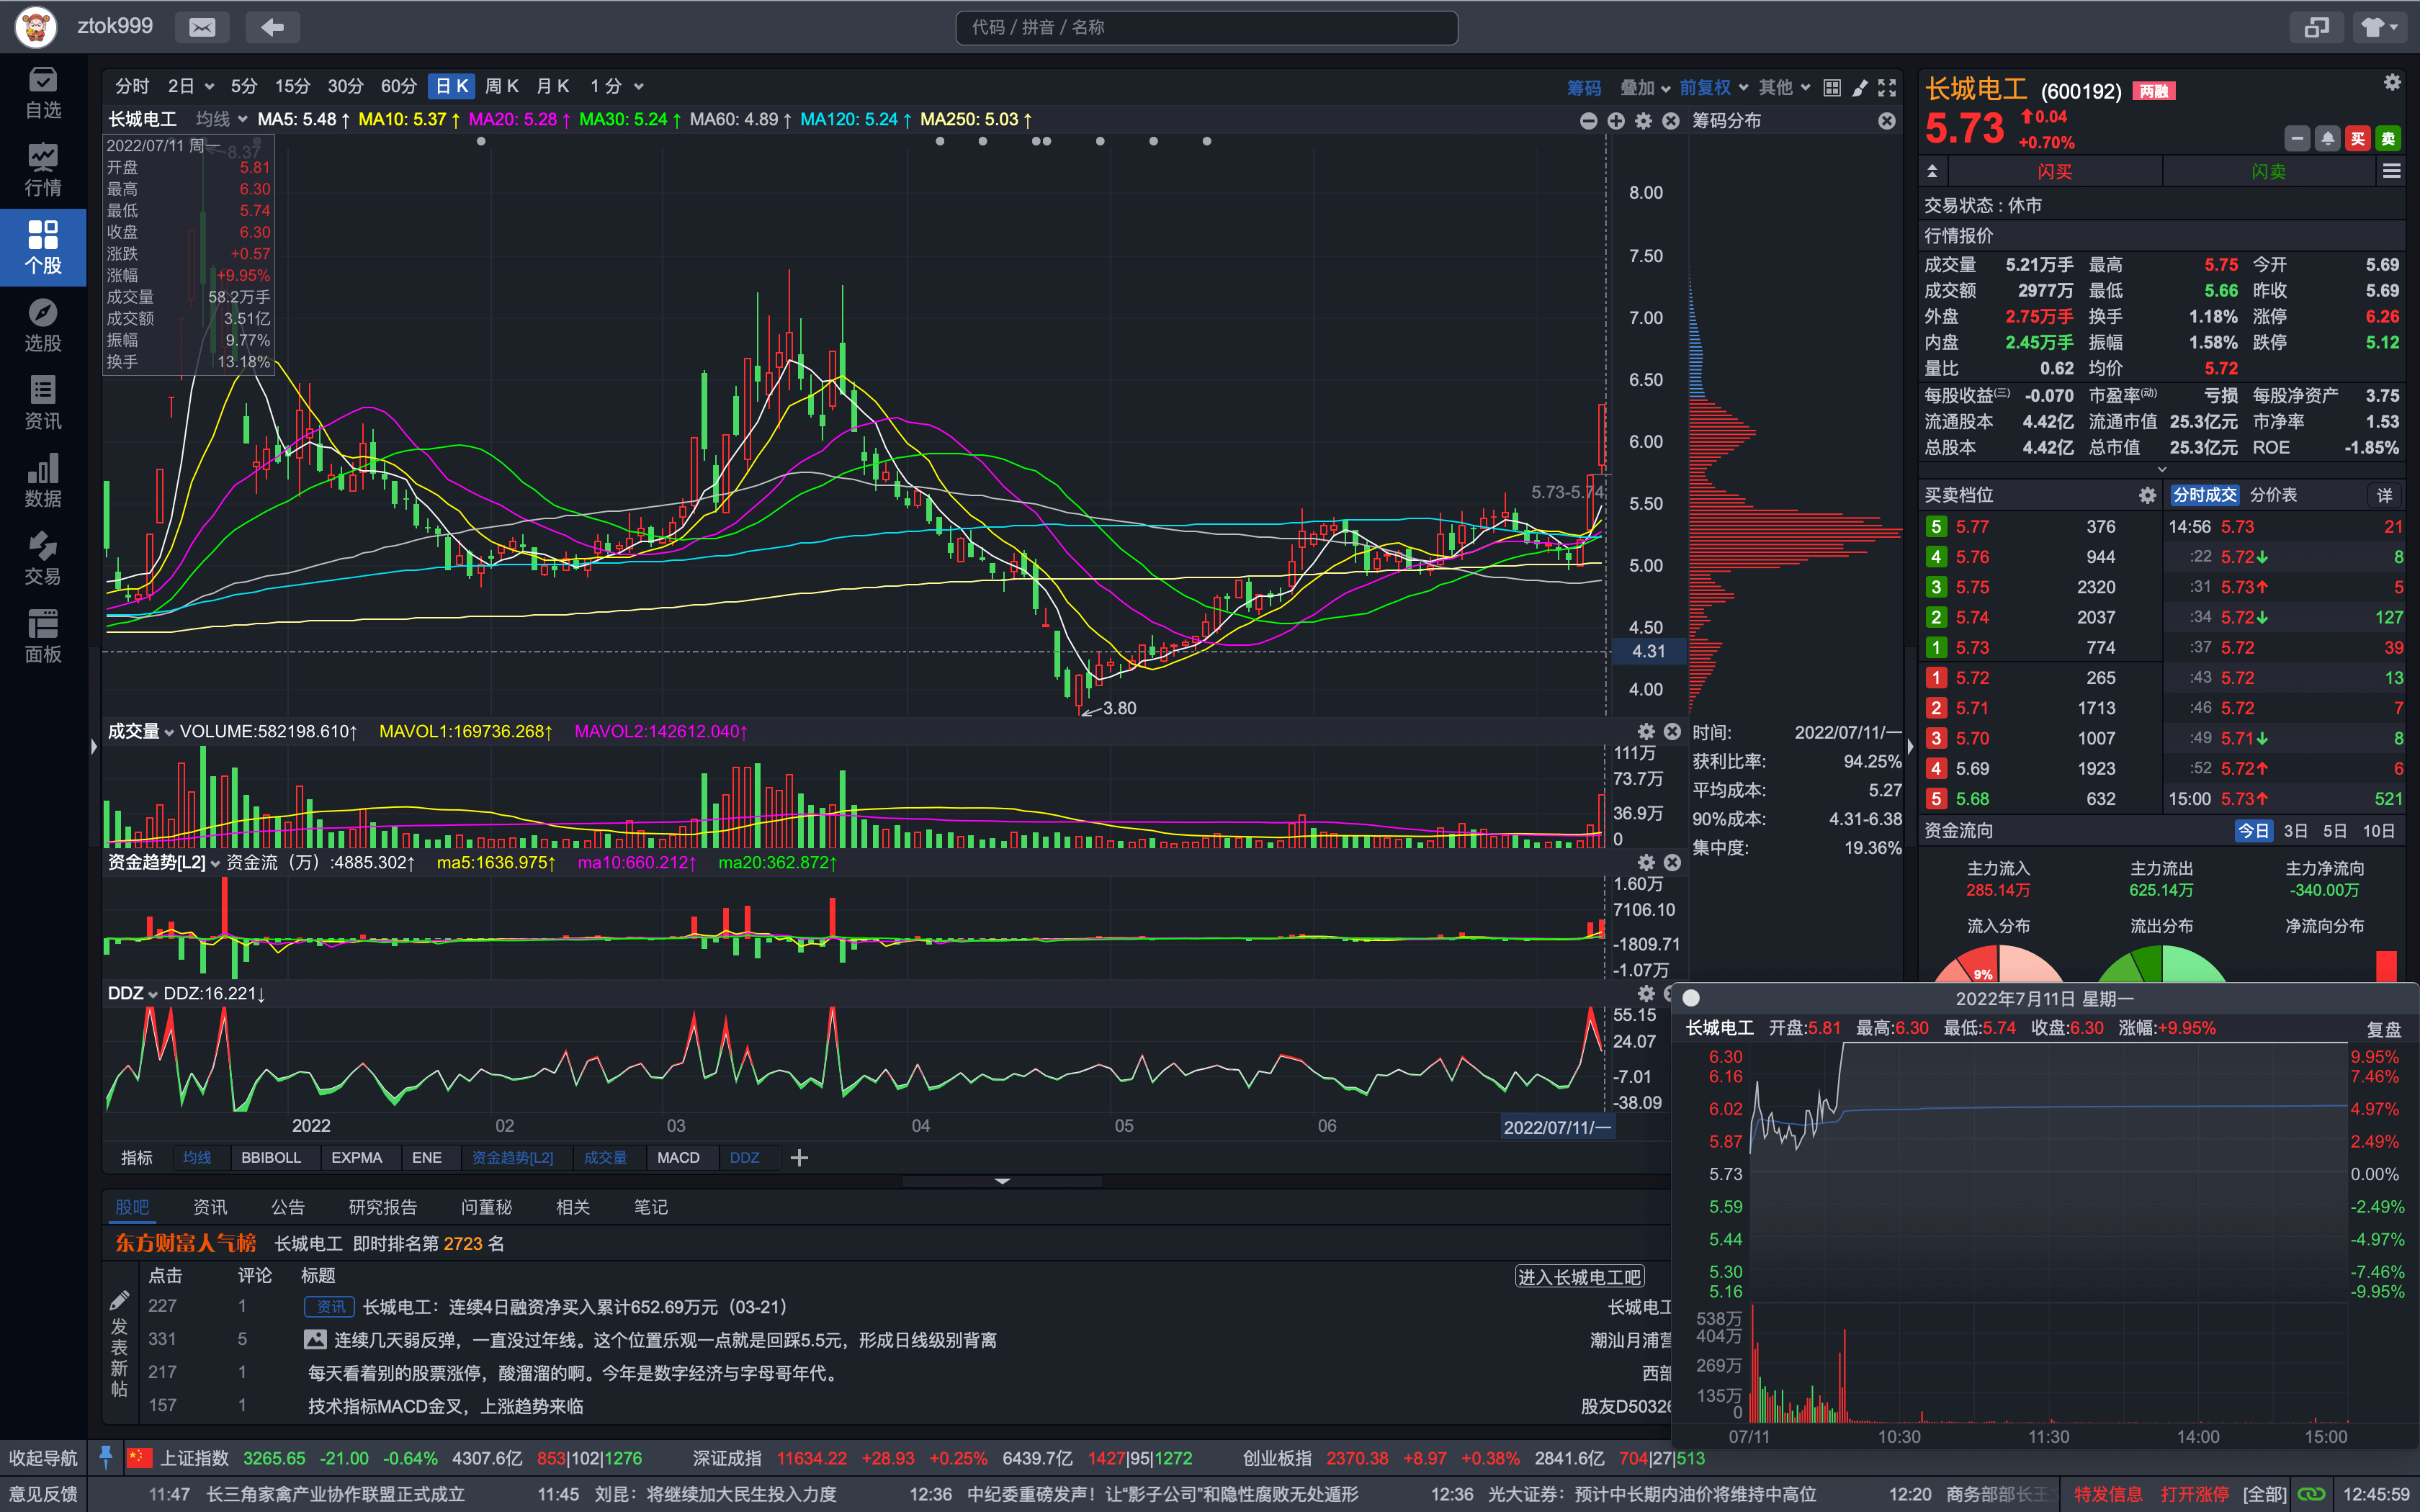 ztok999
代码 / 拼音 / 名称
自选
行情
个股
选股
资讯
数据
交易
面板
分时 2日 5分 15分 30分 60分 日K 周K 月K 1分
筹码 叠加 前复权 其他
长城电工 均线 MA5: 5.48↑ MA10: 5.37↑ MA20: 5.28↑ MA30: 5.24↑ MA60: 4.89↑ MA120: 5.24↑ MA250: 5.03↑
筹码分布
2022/07/11 周一
开盘 5.81
最高 6.30
最低 5.74
收盘 6.30
涨跌 +0.57
涨幅 +9.95%
成交量 58.2万手
成交额 3.51亿
振幅 9.77%
换手 13.18%
8.37
8.00
7.50
7.00
6.50
6.00
5.50
5.00
4.50
4.31
4.00
5.73-5.74
3.80
成交量 VOLUME:582198.610↑ MAVOL1:169736.268↑ MAVOL2:142612.040↑
111万
73.7万
36.9万
0
资金趋势[L2] 资金流（万）:4885.302↑ ma5:1636.975↑ ma10:660.212↑ ma20:362.872↑
1.60万
7106.10
-1809.71
-1.07万
DDZ DDZ:16.221↓
55.15
24.07
-7.01
-38.09
2022 02 03 04 05 06 2022/07/11/一
指标 均线 BBIBOLL EXPMA ENE 资金趋势[L2] 成交量 MACD DDZ
时间: 2022/07/11/一
获利比率: 94.25%
平均成本: 5.27
90%成本: 4.31-6.38
集中度: 19.36%
股吧 资讯 公告 研究报告 问董秘 相关 笔记
东方财富人气榜 长城电工 即时排名第 2723 名
点击 评论 标题
进入长城电工吧
发表新帖
227 1 资讯 长城电工：连续4日融资净买入累计652.69万元（03-21） 长城电工
331 5 连续几天弱反弹，一直没过年线。这个位置乐观一点就是回踩5.5元，形成日线级别背离 潮汕月浦营
217 1 每天看着别的股票涨停，酸溜溜的啊。今年是数字经济与字母哥年代。 西部
157 1 技术指标MACD金叉，上涨趋势来临 股友D50326
长城电工 (600192) 两融
5.73 ↑0.04
+0.70%
买 卖
闪买 闪卖
交易状态 : 休市
行情报价
成交量 5.21万手 最高 5.75 今开 5.69
成交额 2977万 最低 5.66 昨收 5.69
外盘 2.75万手 换手 1.18% 涨停 6.26
内盘 2.45万手 振幅 1.58% 跌停 5.12
量比 0.62 均价 5.72
每股收益(三) -0.070 市盈率(动) 亏损 每股净资产 3.75
流通股本 4.42亿 流通市值 25.3亿元 市净率 1.53
总股本 4.42亿 总市值 25.3亿元 ROE -1.85%
买卖档位
分时成交 分价表 详
5 5.77 376
4 5.76 944
3 5.75 2320
2 5.74 2037
1 5.73 774
1 5.72 265
2 5.71 1713
3 5.70 1007
4 5.69 1923
5 5.68 632
14:56 5.73 21
:22 5.72↓ 8
:31 5.73↑ 5
:34 5.72↓ 127
:37 5.72 39
:43 5.72 13
:46 5.72 7
:49 5.71↓ 8
:52 5.72↑ 6
15:00 5.73↑ 521
资金流向 今日 3日 5日 10日
主力流入 主力流出 主力净流向
285.14万 625.14万 -340.00万
流入分布 流出分布 净流向分布
9%
2022年7月11日 星期一
长城电工 开盘:5.81 最高:6.30 最低:5.74 收盘:6.30 涨幅:+9.95% 复盘
6.30 9.95%
6.16 7.46%
6.02 4.97%
5.87 2.49%
5.73 0.00%
5.59 -2.49%
5.44 -4.97%
5.30 -7.46%
5.16 -9.95%
538万
404万
269万
135万
0
07/11 10:30 11:30 14:00 15:00
收起导航 上证指数 3265.65 -21.00 -0.64% 4307.6亿 853|102|1276 深证成指 11634.22 +28.93 +0.25% 6439.7亿 1427|95|1272 创业板指 2370.38 +8.97 +0.38% 2841.6亿 704|27|513
意见反馈 11:47 长三角家禽产业协作联盟正式成立 11:45 刘昆：将继续加大民生投入力度 12:36 中纪委重磅发声！让“影子公司”和隐性腐败无处遁形 12:36 光大证券：预计中长期内油价将维持中高位 12:20 商务部部长王 特发信息 打开涨停 [全部] 12:45:59